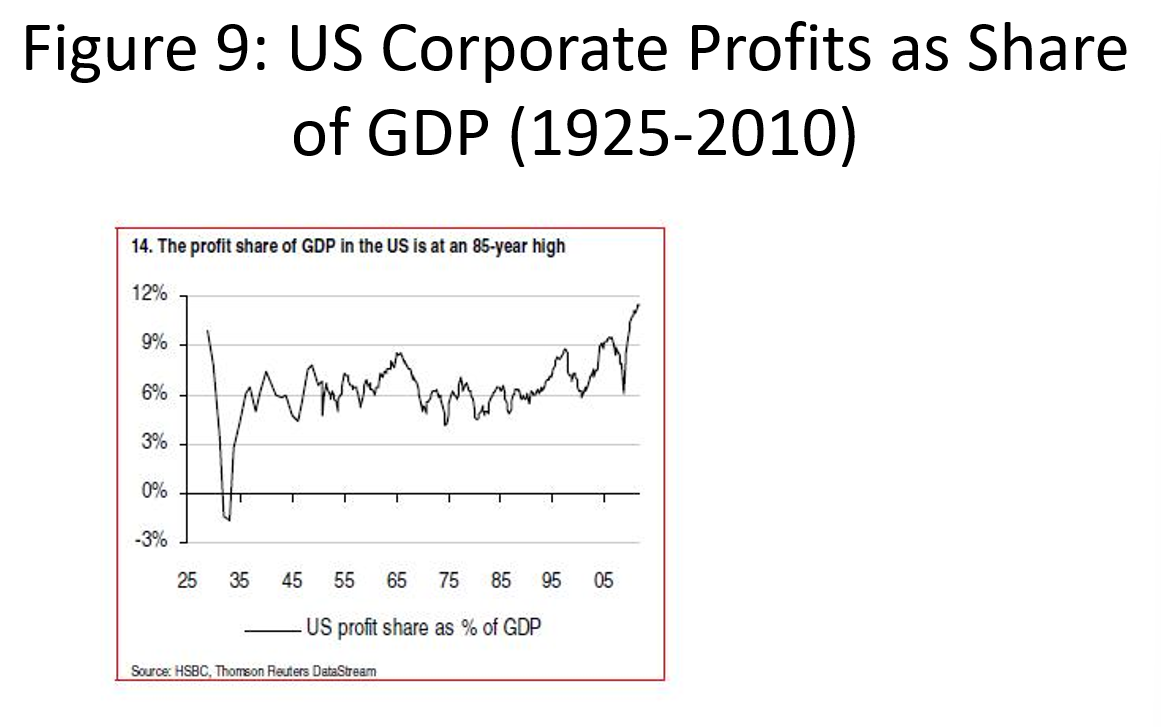 Figure 9: US Corporate Profits as Share
of GDP (1925-2010)
14. The profit share of GDP in the US is at an 85-year high
12%
9%
6%
3%
0%
-3%
25 35 45 55 65 75 85 95 05
US profit share as % of GDP
Source: HSBC, Thomson Reuters DataStream